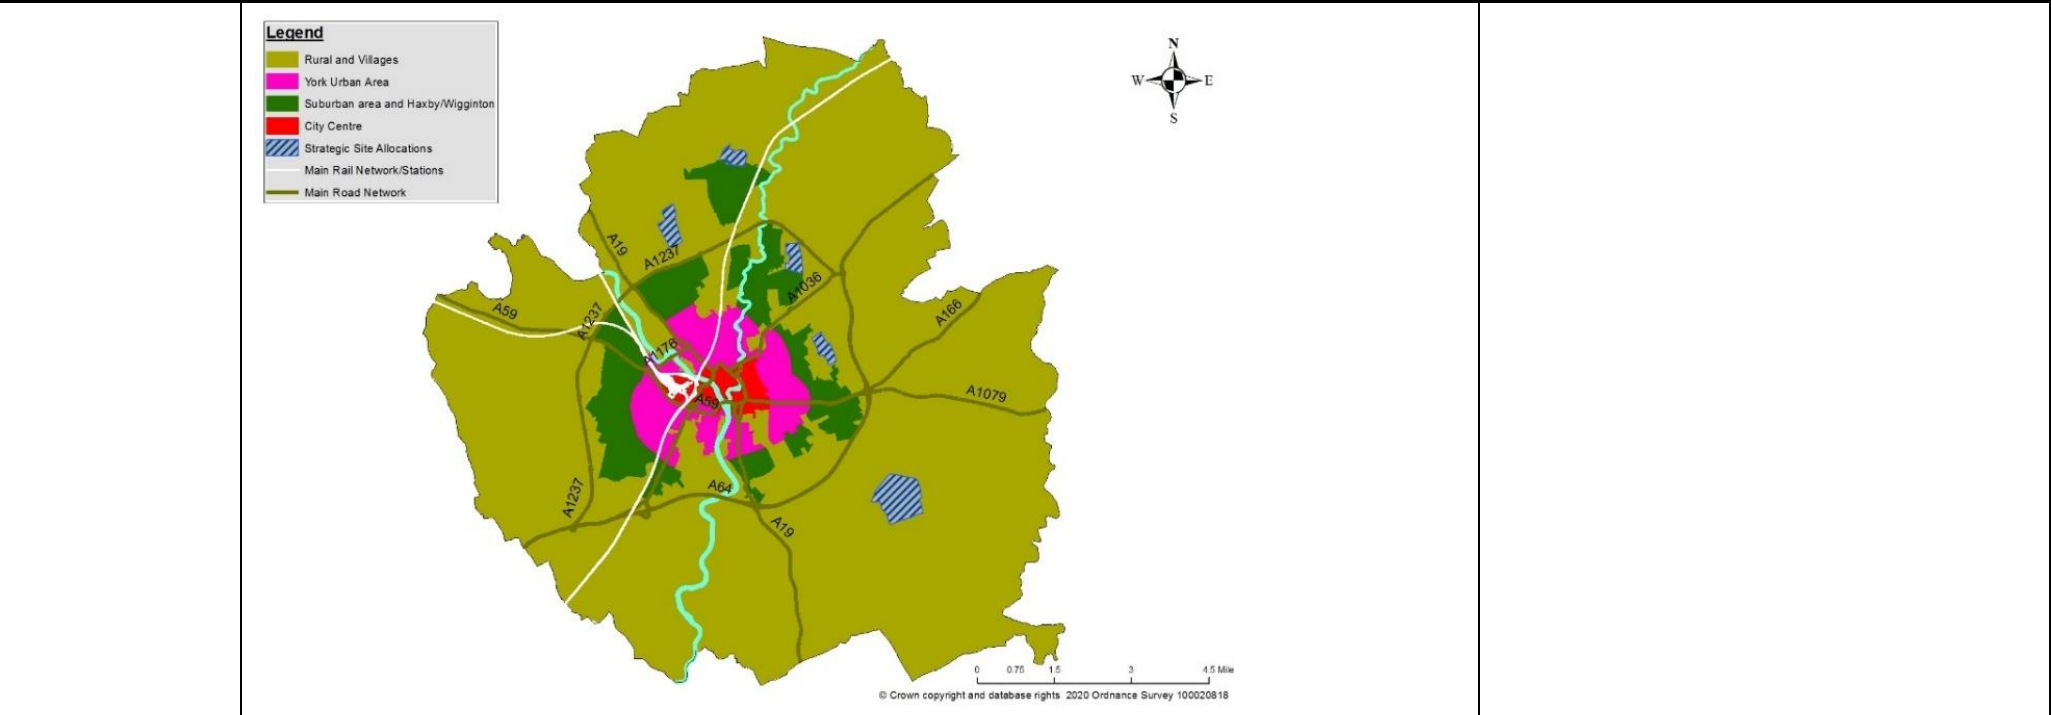 Legend
Rural and Villages
York Urban Area
Suburban area and Haxby/Wigginton
City Centre
Strategic Site Allocations
Main Rail Network/Stations
Main Road Network
N
W E
S
A19
A1237
A1036
A59
A1237
A166
A1176
A1079
A59
A1237
A64
A19
0 0.75 1.5 3 4.5 Mile
© Crown copyright and database rights 2020 Ordnance Survey 100020818